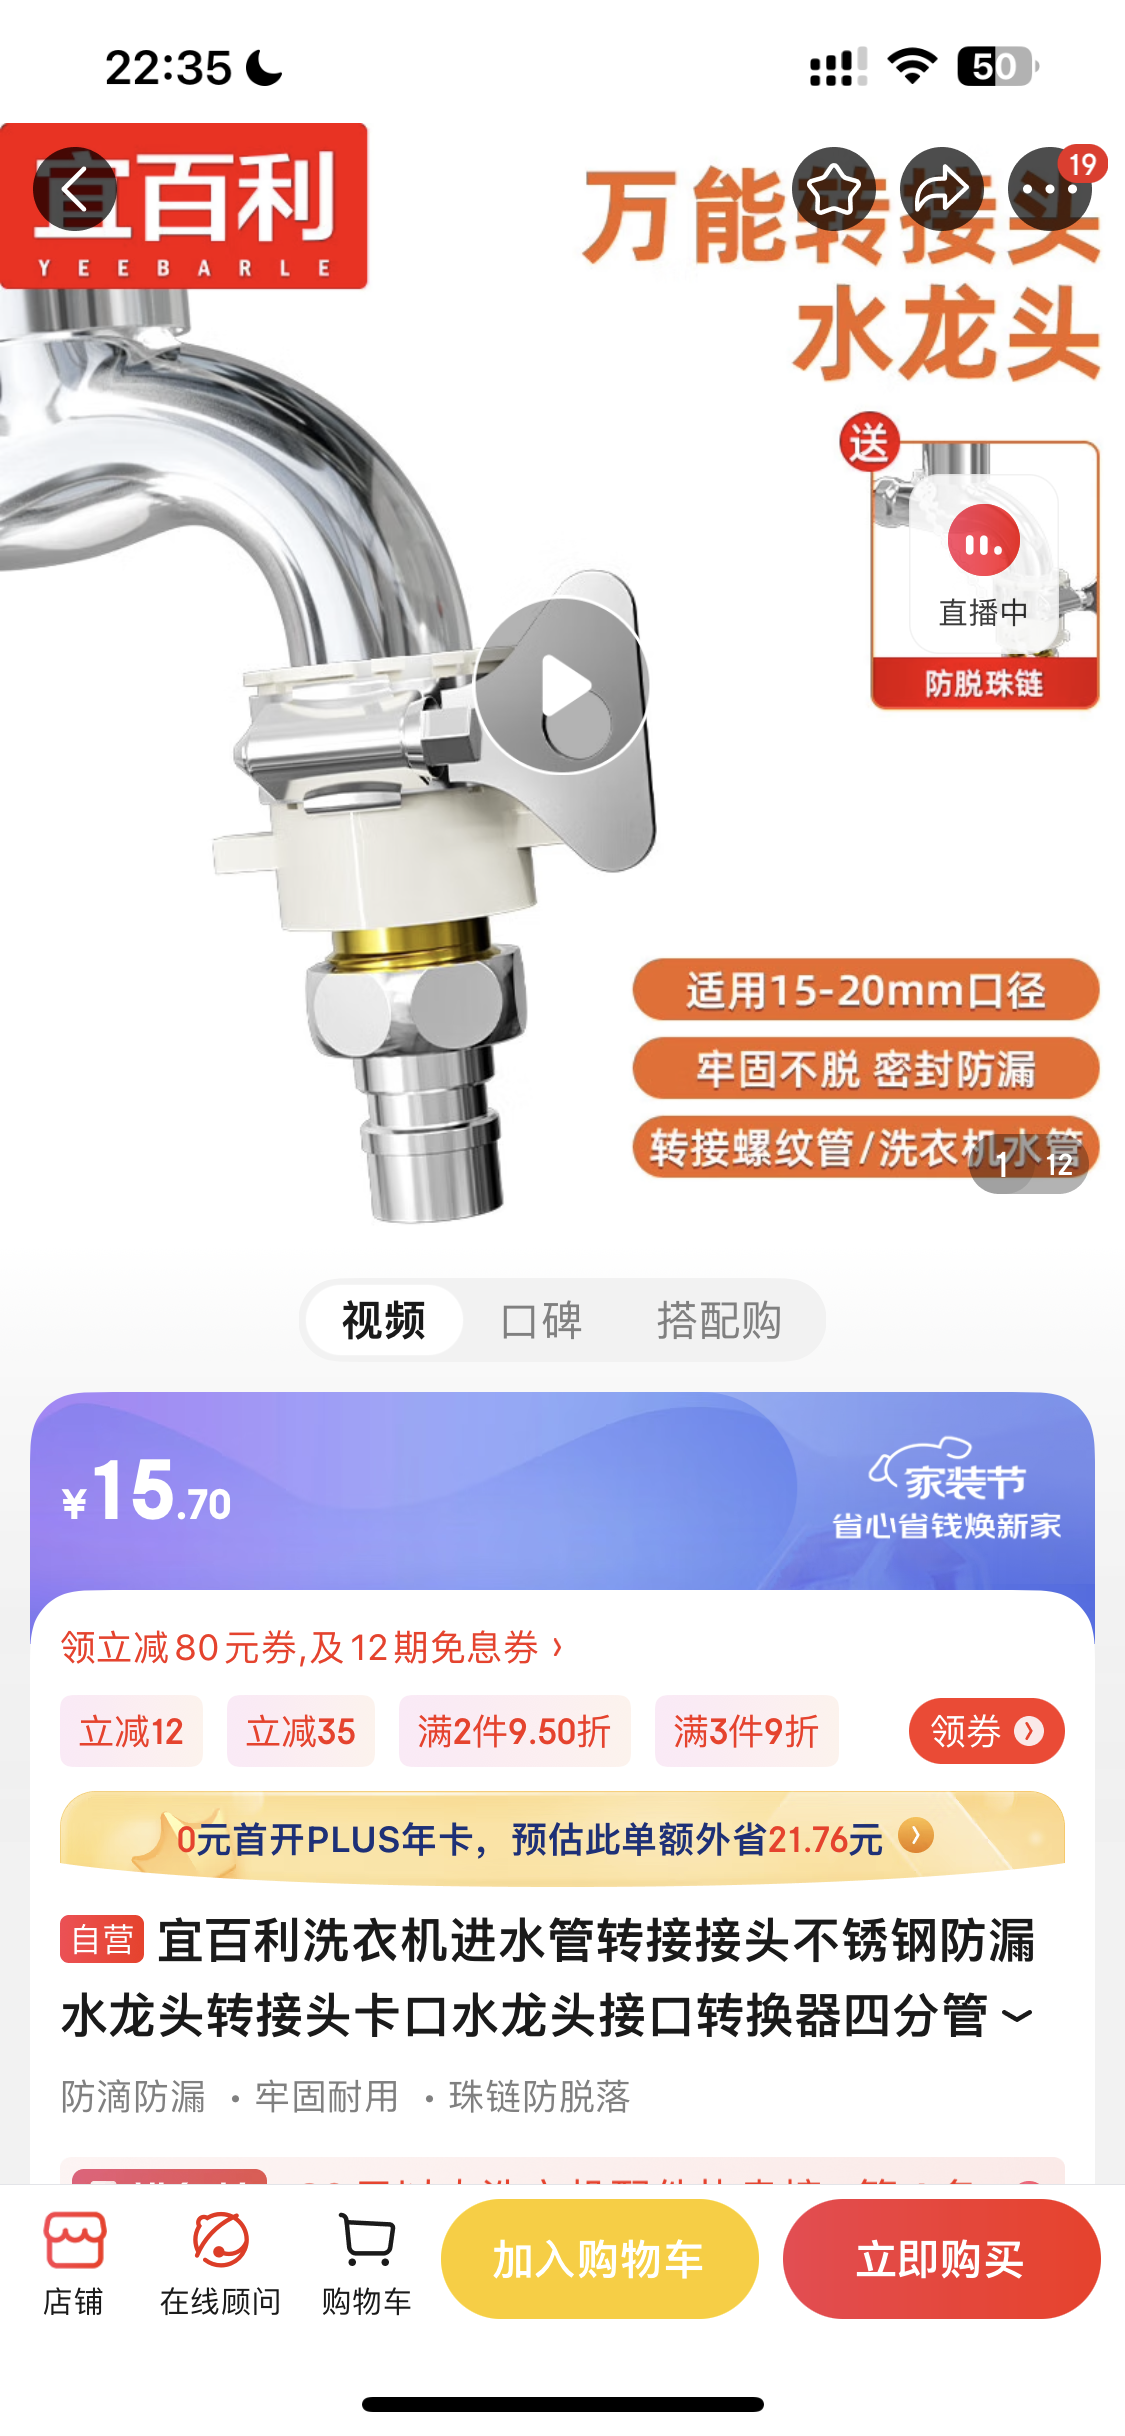 22:35
50
宜百利
YEEBARLE
19
万能转接头
水龙头
送
直播中
防脱珠链
适用15-20mm口径
牢固不脱 密封防漏
转接螺纹管/洗衣机水管
1 12
视频 口碑 搭配购
¥15.70
家装节
省心省钱焕新家
领立减80元券,及12期免息券 ›
立减12 立减35 满2件9.50折 满3件9折 领券
0元首开PLUS年卡，预估此单额外省21.76元
自营 宜百利洗衣机进水管转接接头不锈钢防漏
水龙头转接头卡口水龙头接口转换器四分管
防滴防漏 · 牢固耐用 · 珠链防脱落
店铺 在线顾问 购物车 加入购物车 立即购买